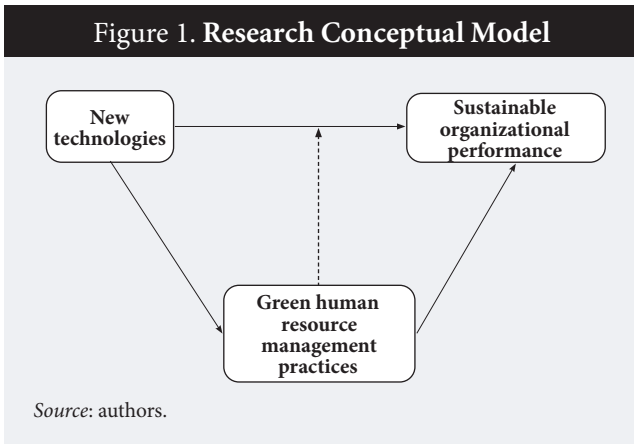 Figure 1. Research Conceptual Model
New
technologies
Sustainable
organizational
performance
Green human
resource
management
practices
Source: authors.